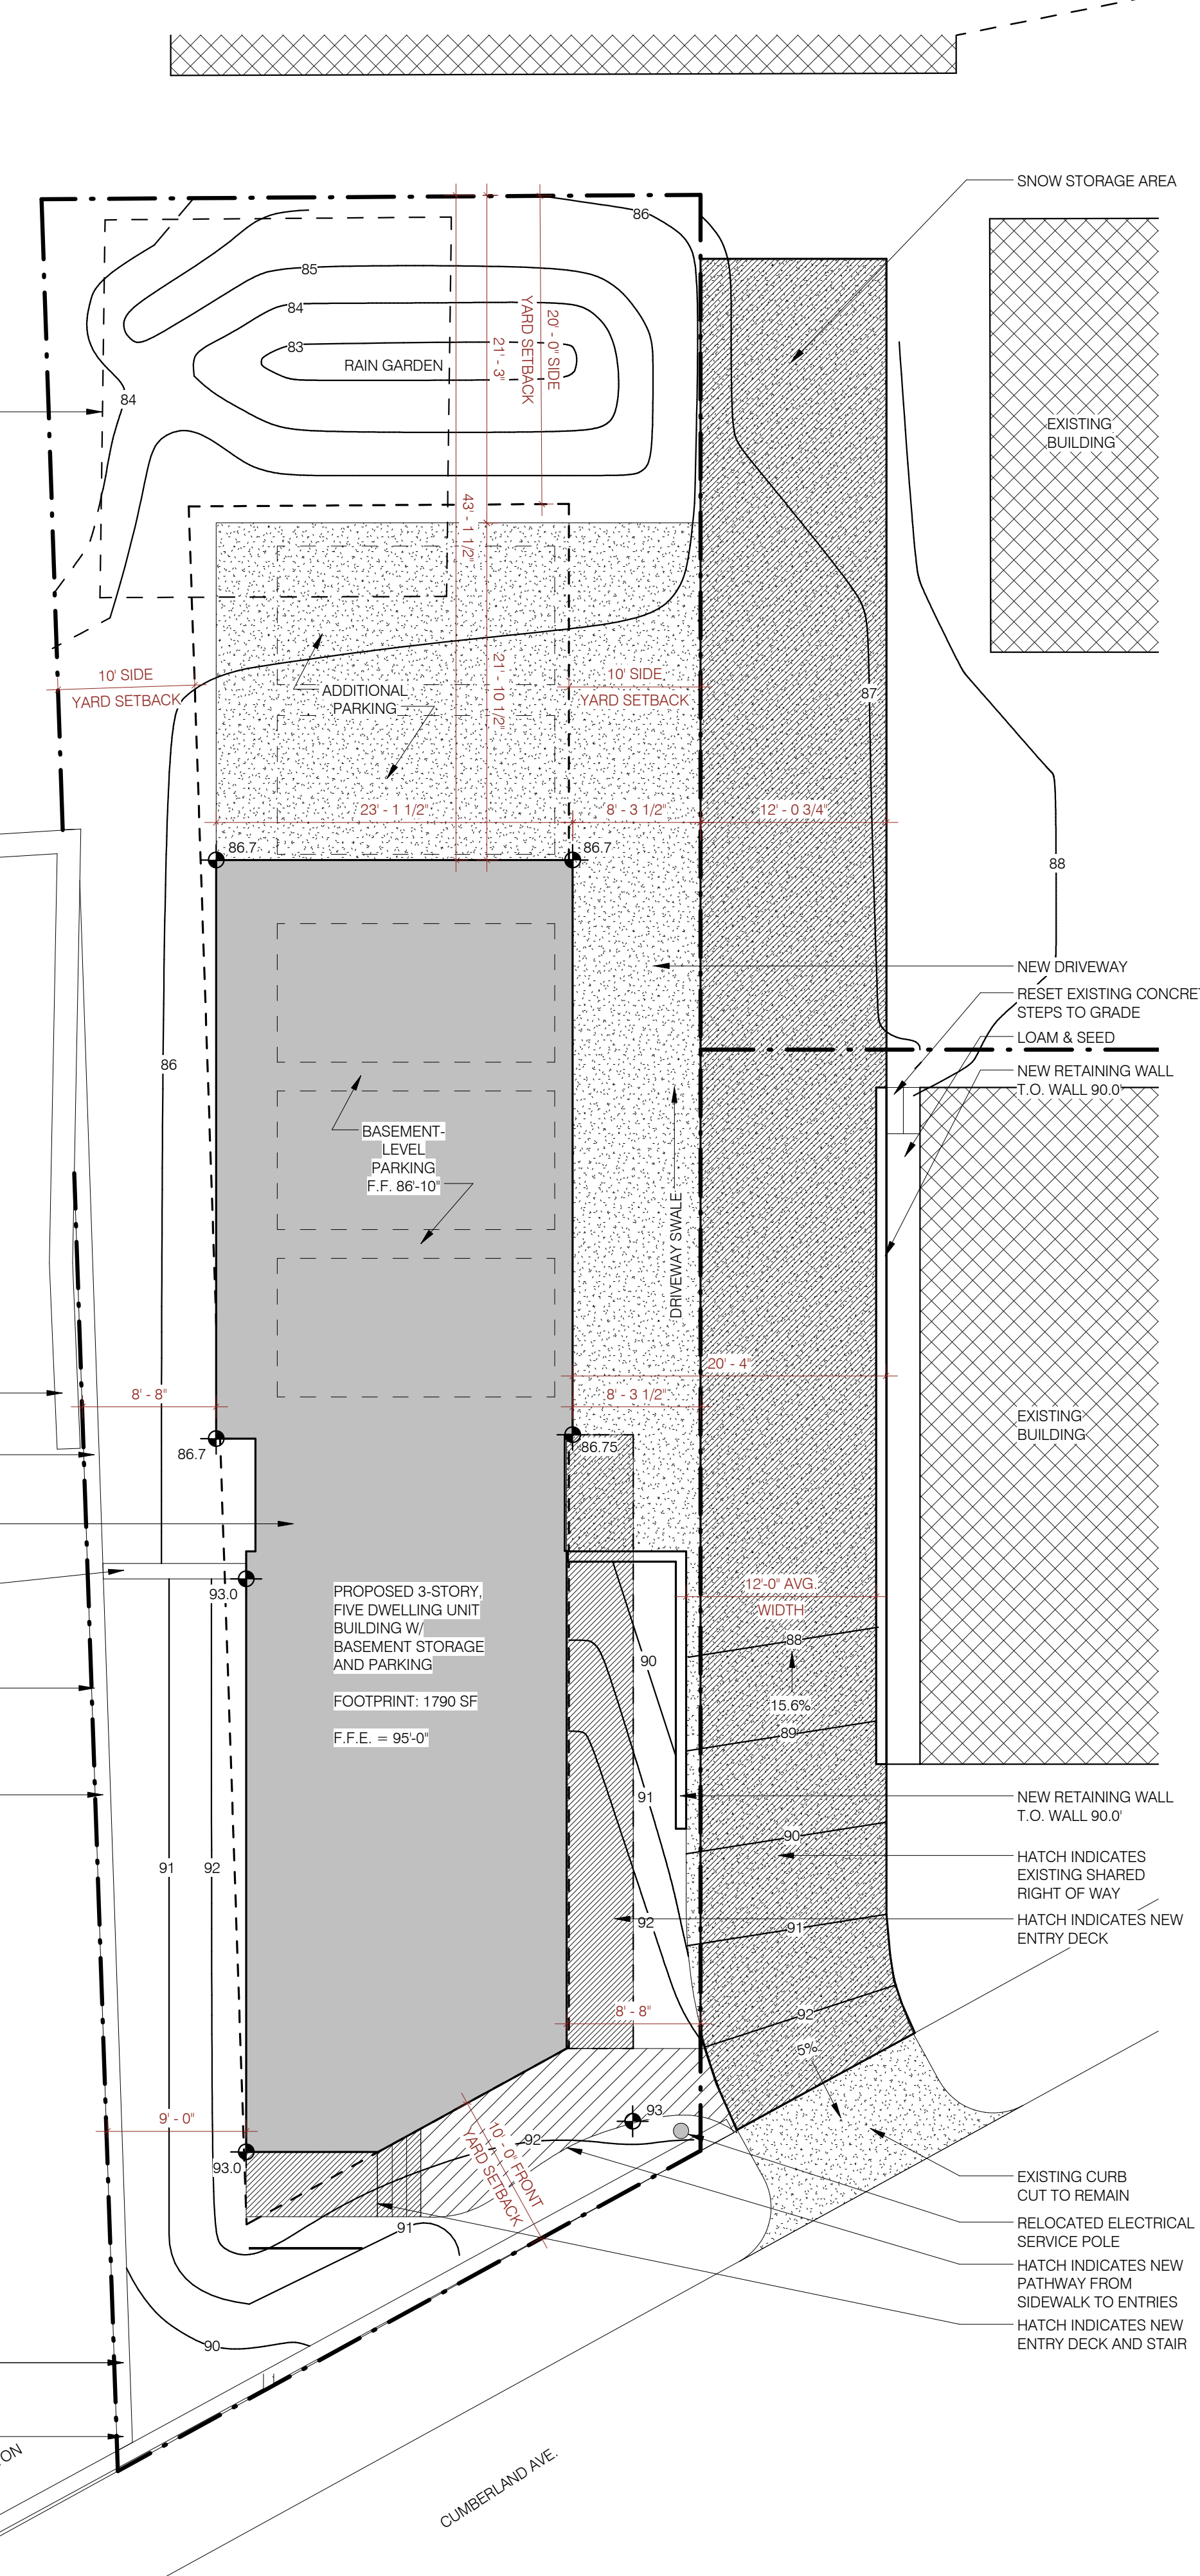 SNOW STORAGE AREA
86
85
84
83
RAIN GARDEN
20' - 0" SIDE
YARD SETBACK
21' - 3"
84
EXISTING
BUILDING
43' - 1 1/2"
10' SIDE
YARD SETBACK
ADDITIONAL
PARKING
21' - 10 1/2"
10' SIDE
YARD SETBACK
87
23' - 1 1/2"
8' - 3 1/2"
12' - 0 3/4"
86.7
86.7
88
NEW DRIVEWAY
RESET EXISTING
STEPS TO GRADE
LOAM & SEED
NEW RETAINING WALL
T.O. WALL 90.0'
86
BASEMENT-
LEVEL
PARKING
F.F. 86'-10"
DRIVEWAY SWALE
20' - 4"
8' - 8"
8' - 3 1/2"
EXISTING
BUILDING
86.7
86.75
93.0
PROPOSED 3-STORY,
FIVE DWELLING UNIT
BUILDING W/
BASEMENT STORAGE
AND PARKING
FOOTPRINT: 1790 SF
F.F.E. = 95'-0"
12'-0" AVG.
WIDTH
88
90
15.6%
89
91
NEW RETAINING WALL
T.O. WALL 90.0'
90
HATCH INDICATES
EXISTING SHARED
RIGHT OF WAY
91
92
92
91
HATCH INDICATES NEW
ENTRY DECK
8' - 8"
92
5%
9' - 0"
93
93.0
92
10' - 0" FRONT
YARD SETBACK
EXISTING CURB
CUT TO REMAIN
RELOCATED ELECTRICAL
SERVICE POLE
91
HATCH INDICATES NEW
PATHWAY FROM
SIDEWALK TO ENTRIES
HATCH INDICATES NEW
ENTRY DECK AND STAIR
90
CUMBERLAND AVE.